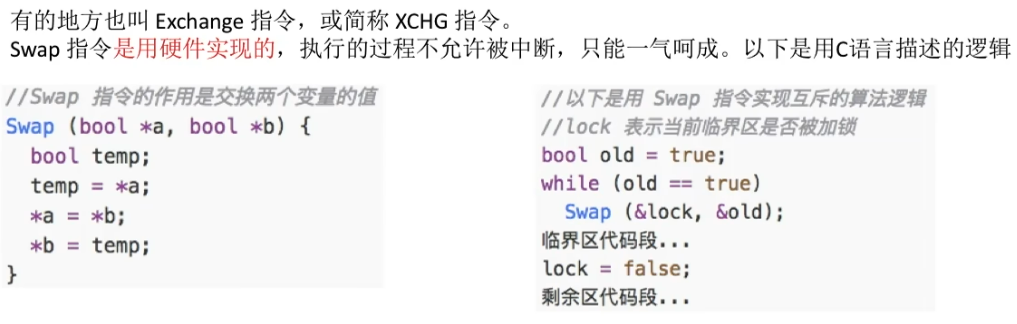 有的地方也叫 Exchange 指令，或简称 XCHG 指令。
Swap 指令是用硬件实现的，执行的过程不允许被中断，只能一气呵成。以下是用C语言描述的逻辑
//Swap 指令的作用是交换两个变量的值
Swap (bool *a, bool *b) {
  bool temp;
  temp = *a;
  *a = *b;
  *b = temp;
}
//以下是用 Swap 指令实现互斥的算法逻辑
//lock 表示当前临界区是否被加锁
bool old = true;
while (old == true)
  Swap (&lock, &old);
临界区代码段...
lock = false;
剩余区代码段...